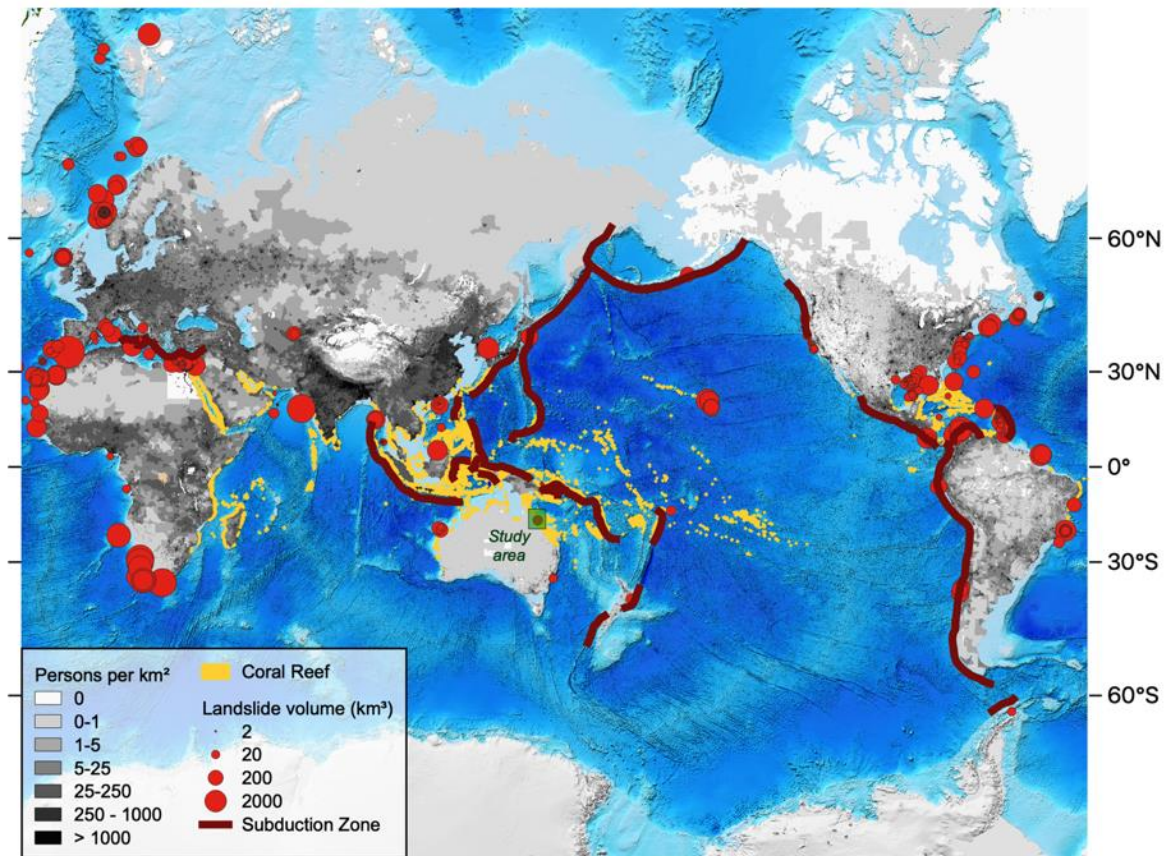 60°N
30°N
0°
30°S
60°S
Study
area
Persons per km²
0
0-1
1-5
5-25
25-250
250 - 1000
> 1000
Coral Reef
Landslide volume (km³)
2
20
200
2000
Subduction Zone